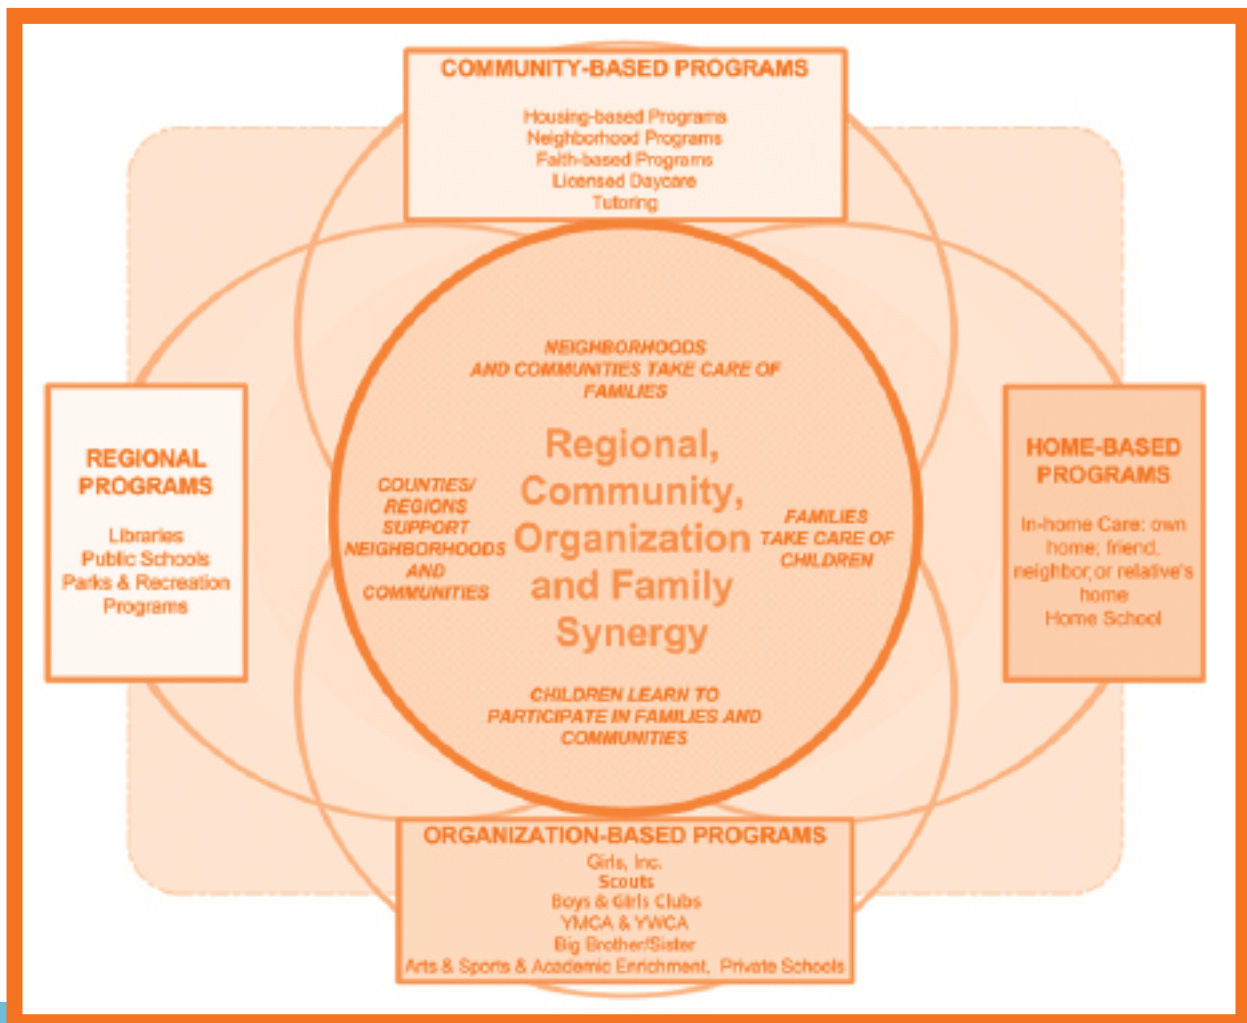 COMMUNITY-BASED PROGRAMS
Housing-based Programs
Neighborhood Programs
Faith-based Programs
Licensed Daycare
Tutoring
NEIGHBORHOODS
AND COMMUNITIES TAKE CARE OF
FAMILIES
REGIONAL
PROGRAMS
Libraries
Public Schools
Parks & Recreation
Programs
COUNTIES/
REGIONS
SUPPORT
NEIGHBORHOODS
AND
COMMUNITIES
Regional,
Community,
Organization
and Family
Synergy
FAMILIES
TAKE CARE OF
CHILDREN
HOME-BASED
PROGRAMS
In-home Care: own
home; friend,
neighbor, or relative's
home
Home School
CHILDREN LEARN TO
PARTICIPATE IN FAMILIES AND
COMMUNITIES
ORGANIZATION-BASED PROGRAMS
Girls, Inc.
Scouts
Boys & Girls Clubs
YMCA & YWCA
Big Brother/Sister
Arts & Sports & Academic Enrichment, Private Schools